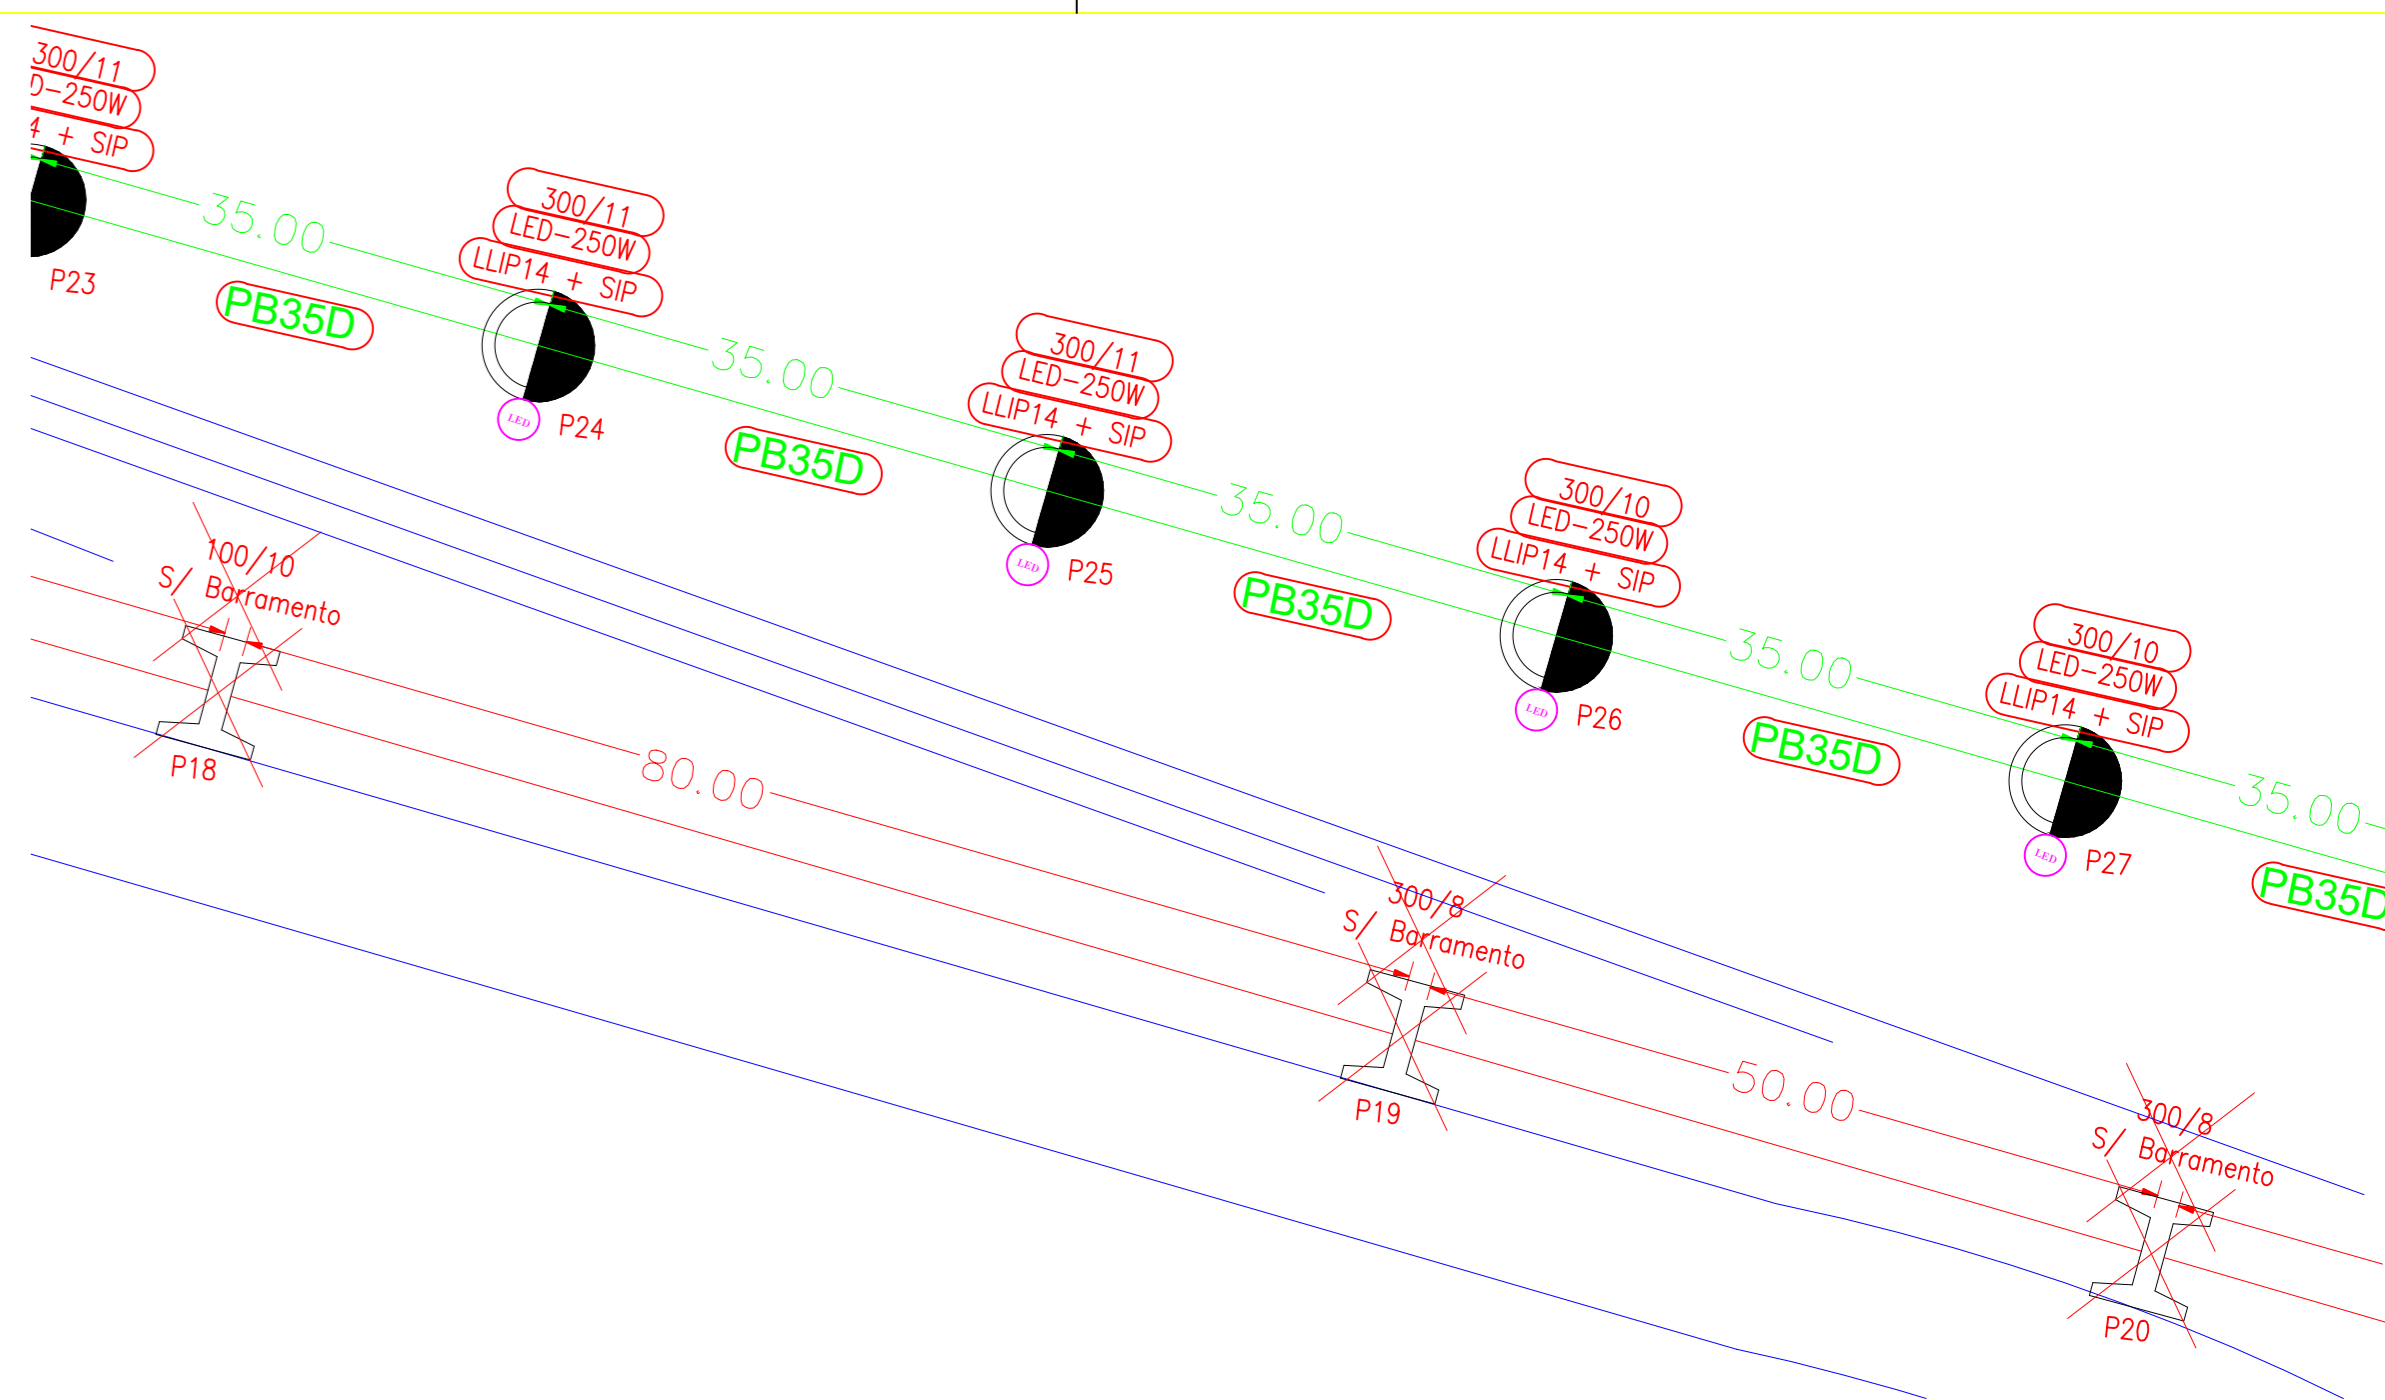 300/11
D-250W
4 + SIP
P23
35.00
PB35D
300/11
LED-250W
LLIP14 + SIP
LED
P24
35.00
PB35D
300/11
LED-250W
LLIP14 + SIP
LED
P25
35.00
PB35D
300/10
LED-250W
LLIP14 + SIP
LED
P26
35.00
PB35D
300/10
LED-250W
LLIP14 + SIP
LED
P27
35.00
PB35D
100/10
S/ Barramento
P18
80.00
300/8
S/ Barramento
P19
50.00
300/8
S/ Barramento
P20